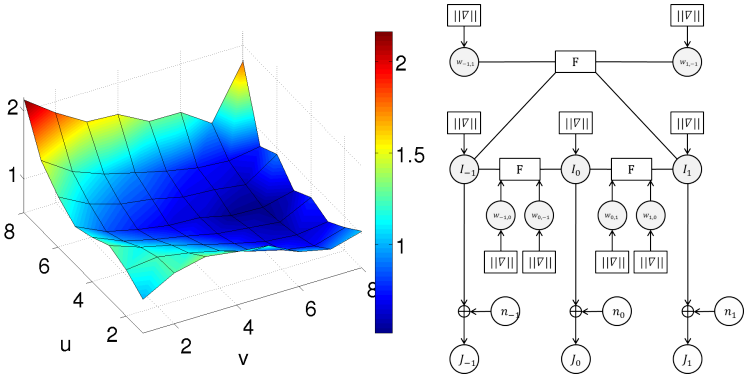 2
1
8
6
4
2
u
2
4
6
8
v
2
1.5
1
||∇|| ||∇||
w₋₁,₁ F w₁,₋₁
||∇|| ||∇|| ||∇||
I₋₁ F I₀ F I₁
w₋₁,₀ w₀,₋₁ w₀,₁ w₁,₀
||∇|| ||∇|| ||∇|| ||∇||
n₋₁ n₀ n₁
J₋₁ J₀ J₁